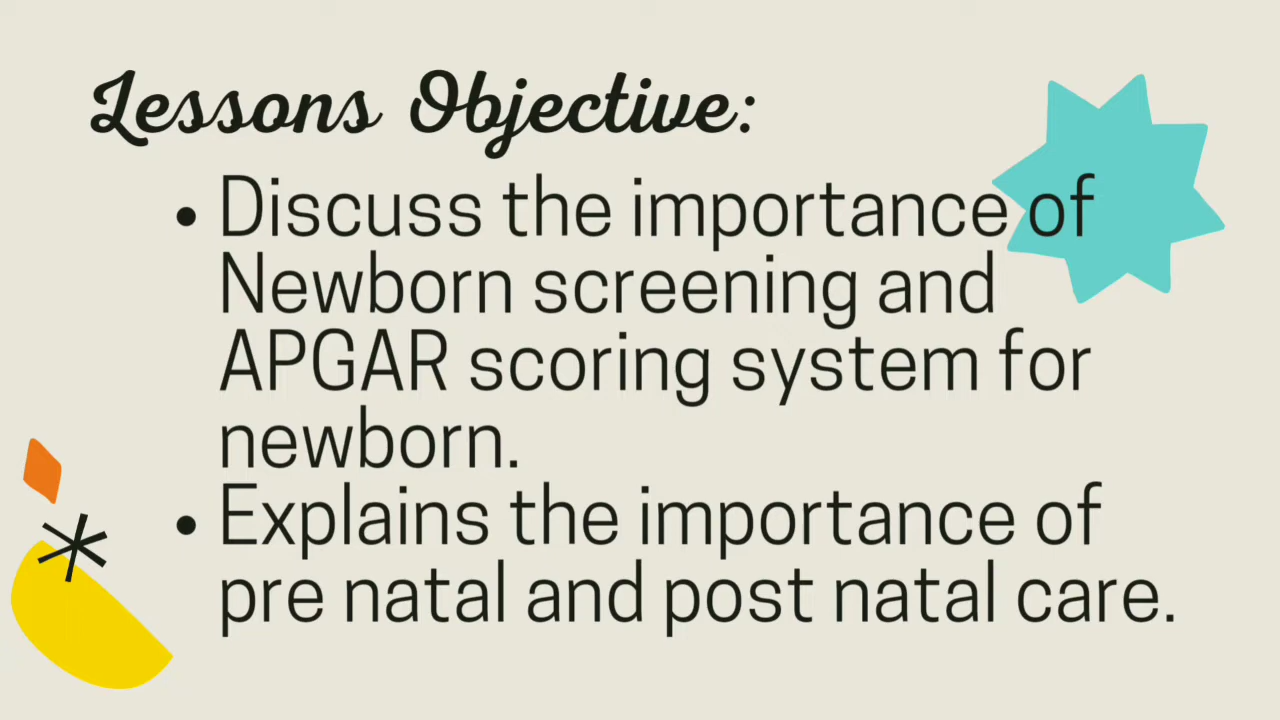 Lessons Objective:
• Discuss the importance of
Newborn screening and
APGAR scoring system for
newborn.
• Explains the importance of
pre natal and post natal care.